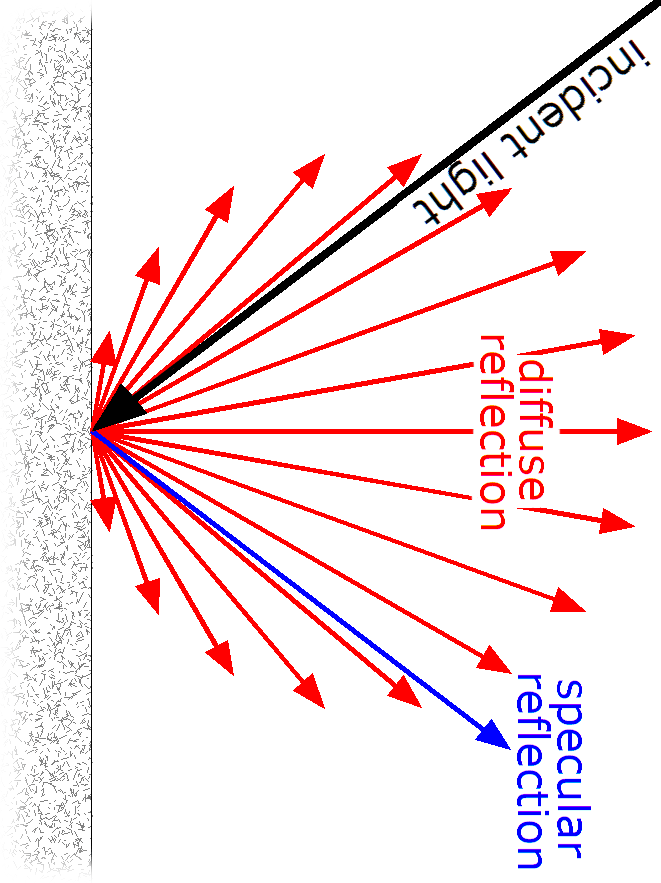 incident light
diffuse
reflection
specular
reflection